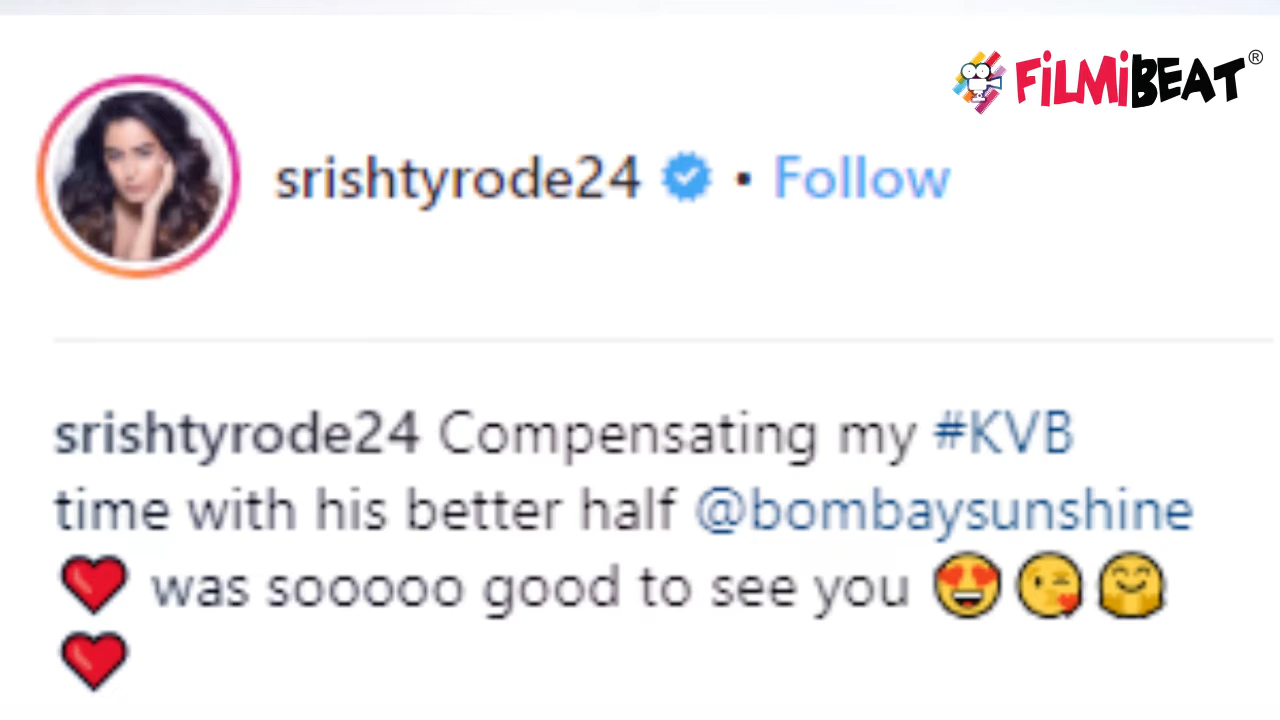 FiLMiBEAT®
srishtyrode24 • Follow
srishtyrode24 Compensating my #KVB
time with his better half @bombaysunshine
❤️ was sooooo good to see you 😍😘🤗
❤️